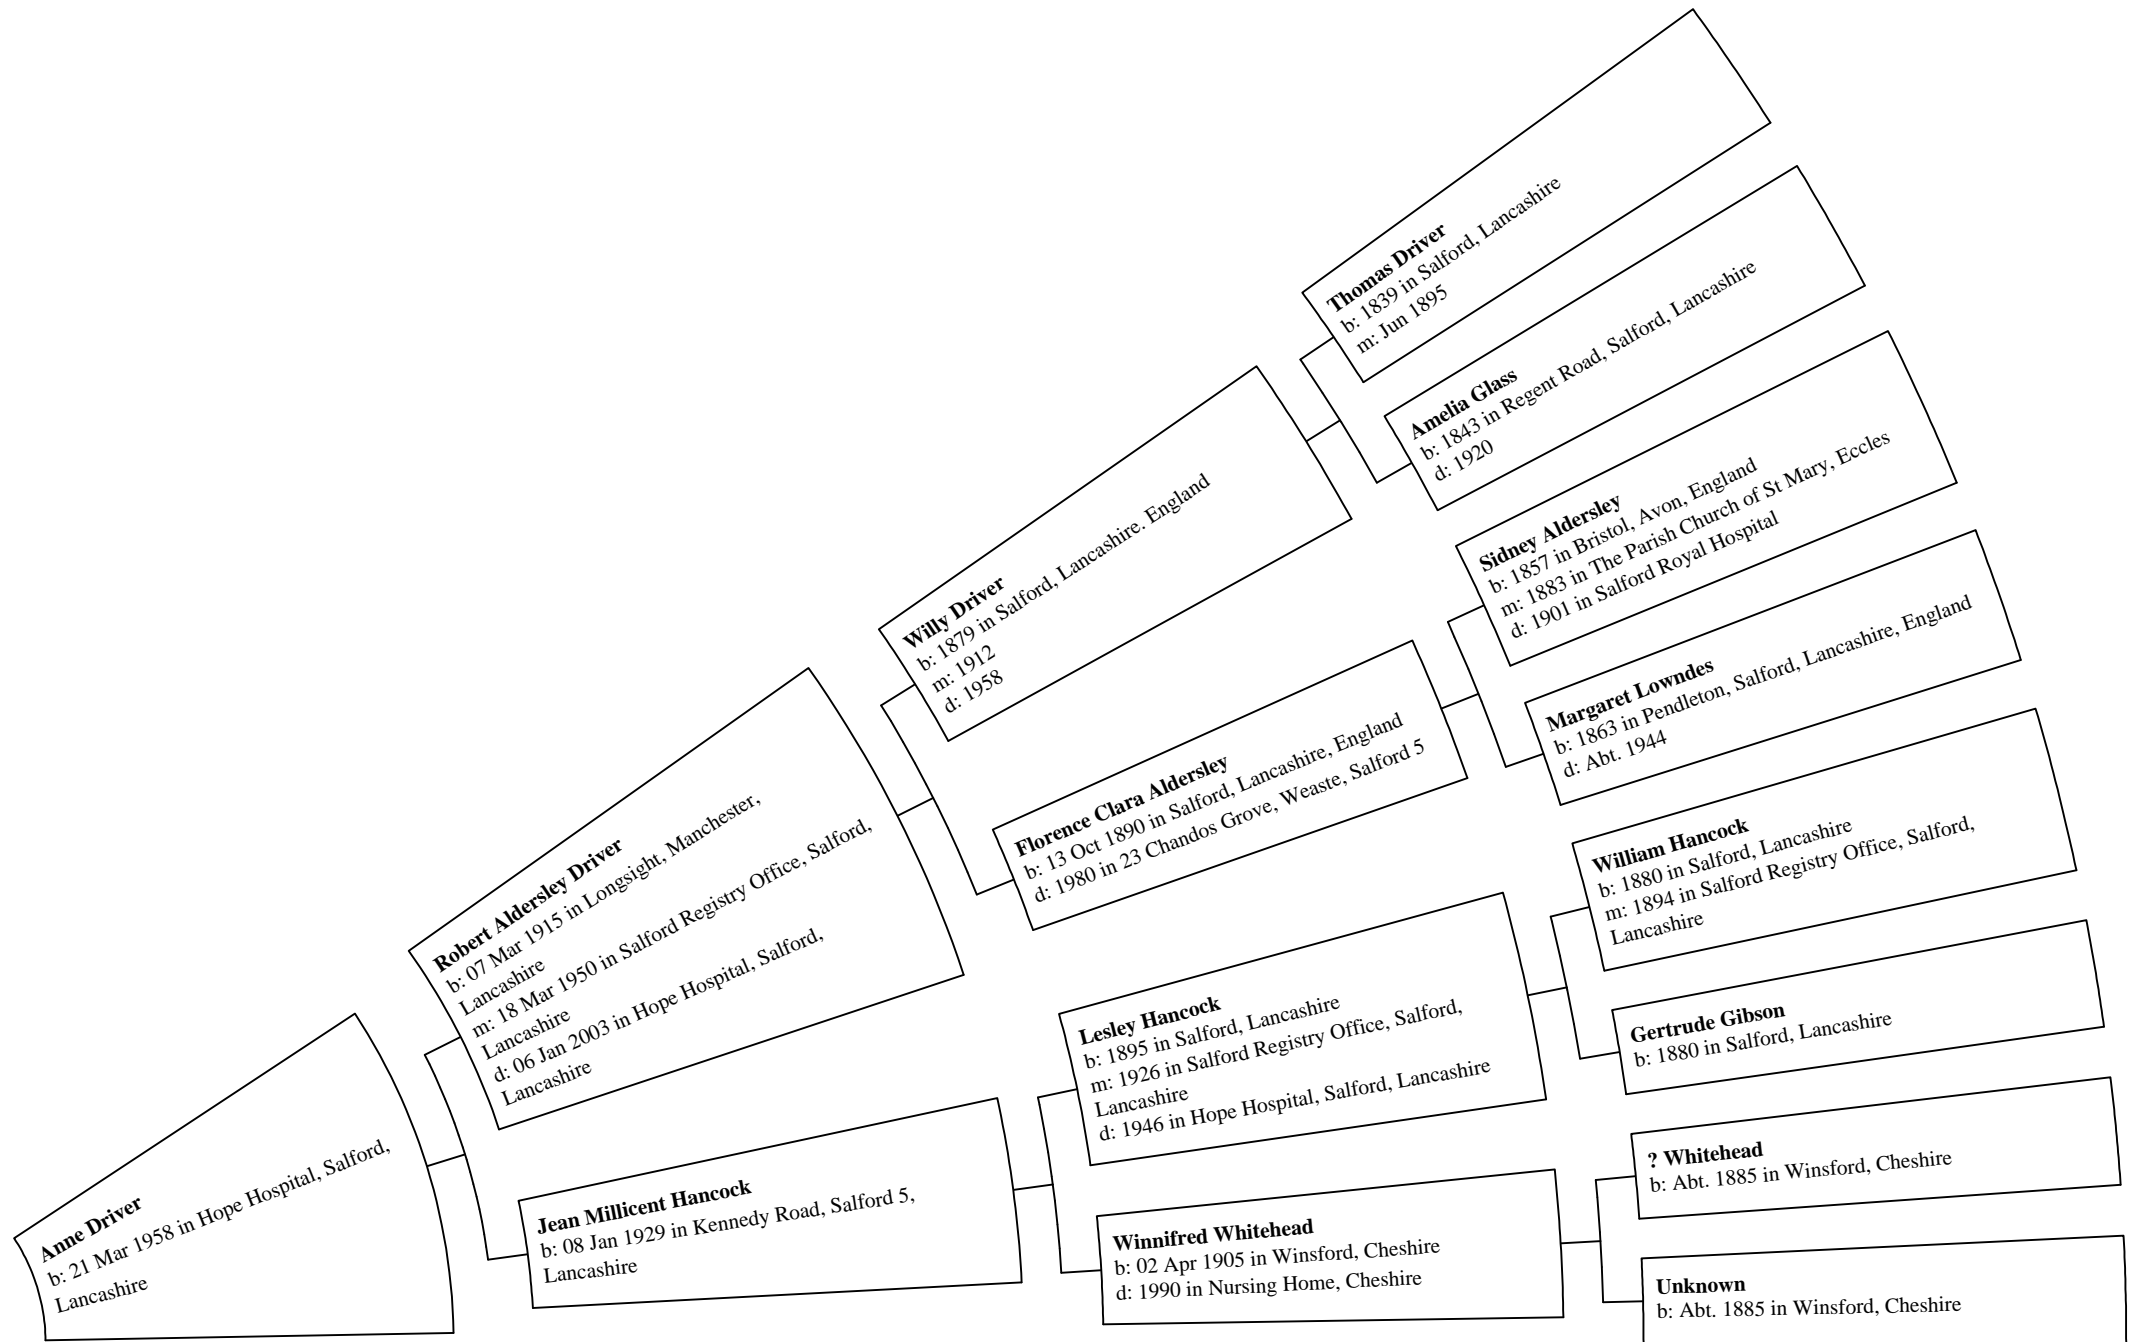 Thomas Driver
b: 1839 in Salford, Lancashire
m: Jun 1895
Amelia Glass
b: 1843 in Regent Road, Salford, Lancashire
d: 1920
Sidney Aldersley
b: 1857 in Bristol, Avon, England
m: 1883 in The Parish Church of St Mary, Eccles
d: 1901 in Salford Royal Hospital
Willy Driver
b: 1879 in Salford, Lancashire. England
m: 1912
d: 1958
Margaret Lowndes
b: 1863 in Pendleton, Salford, Lancashire, England
d: Abt. 1944
Florence Clara Aldersley
b: 13 Oct 1890 in Salford, Lancashire, England
d: 1980 in 23 Chandos Grove, Weaste, Salford 5
William Hancock
b: 1880 in Salford, Lancashire
m: 1894 in Salford Registry Office, Salford,
Lancashire
Robert Aldersley Driver
b: 07 Mar 1915 in Longsight, Manchester,
Lancashire
m: 18 Mar 1950 in Salford Registry Office, Salford,
Lancashire
d: 06 Jan 2003 in Hope Hospital, Salford,
Lancashire
Lesley Hancock
b: 1895 in Salford, Lancashire
m: 1926 in Salford Registry Office, Salford,
Lancashire
d: 1946 in Hope Hospital, Salford, Lancashire
Gertrude Gibson
b: 1880 in Salford, Lancashire
? Whitehead
b: Abt. 1885 in Winsford, Cheshire
Anne Driver
b: 21 Mar 1958 in Hope Hospital, Salford,
Lancashire
Jean Millicent Hancock
b: 08 Jan 1929 in Kennedy Road, Salford 5,
Lancashire
Winnifred Whitehead
b: 02 Apr 1905 in Winsford, Cheshire
d: 1990 in Nursing Home, Cheshire
Unknown
b: Abt. 1885 in Winsford, Cheshire